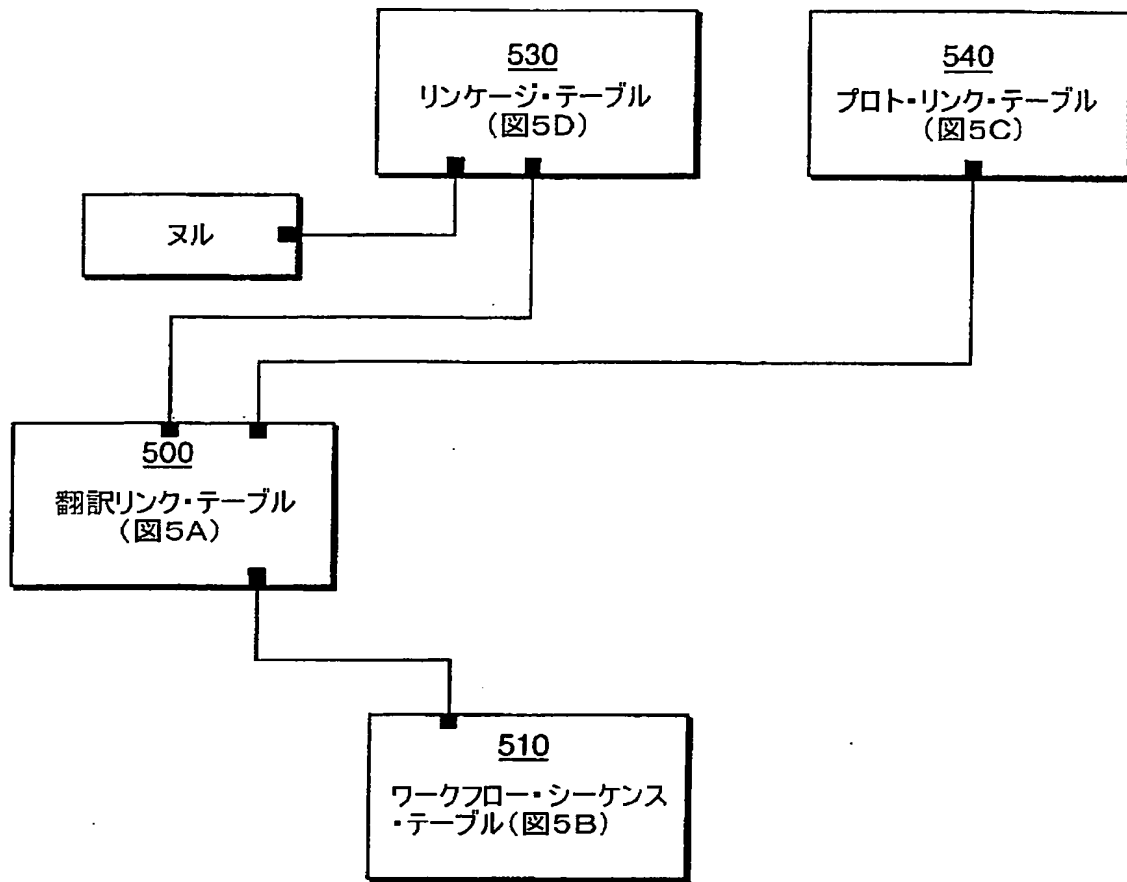 530
リンケージ・テーブル
(図5D)
540
プロト・リンク・テーブル
(図5C)
ヌル
500
翻訳リンク・テーブル
(図5A)
510
ワークフロー・シーケンス
・テーブル(図5B)